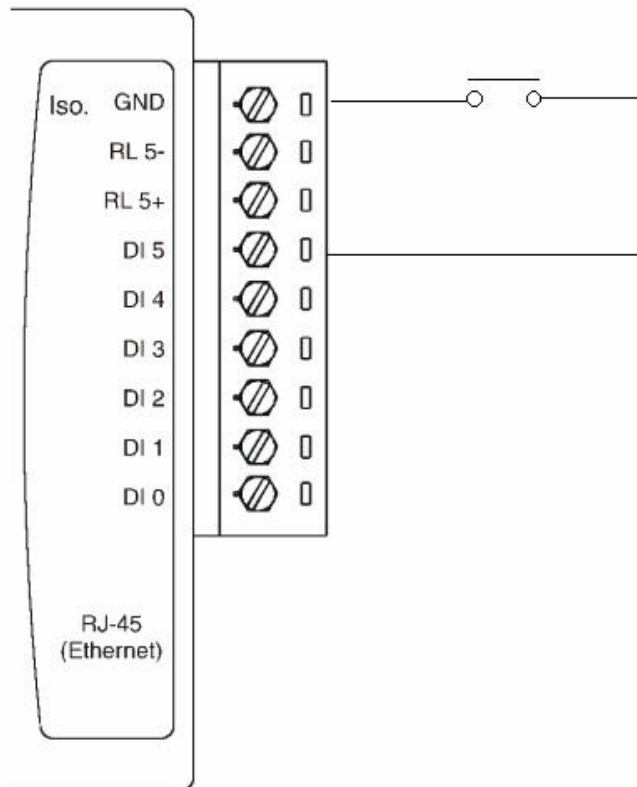 Iso. GND
RL 5-
RL 5+
DI 5
DI 4
DI 3
DI 2
DI 1
DI 0
RJ-45
(Ethernet)